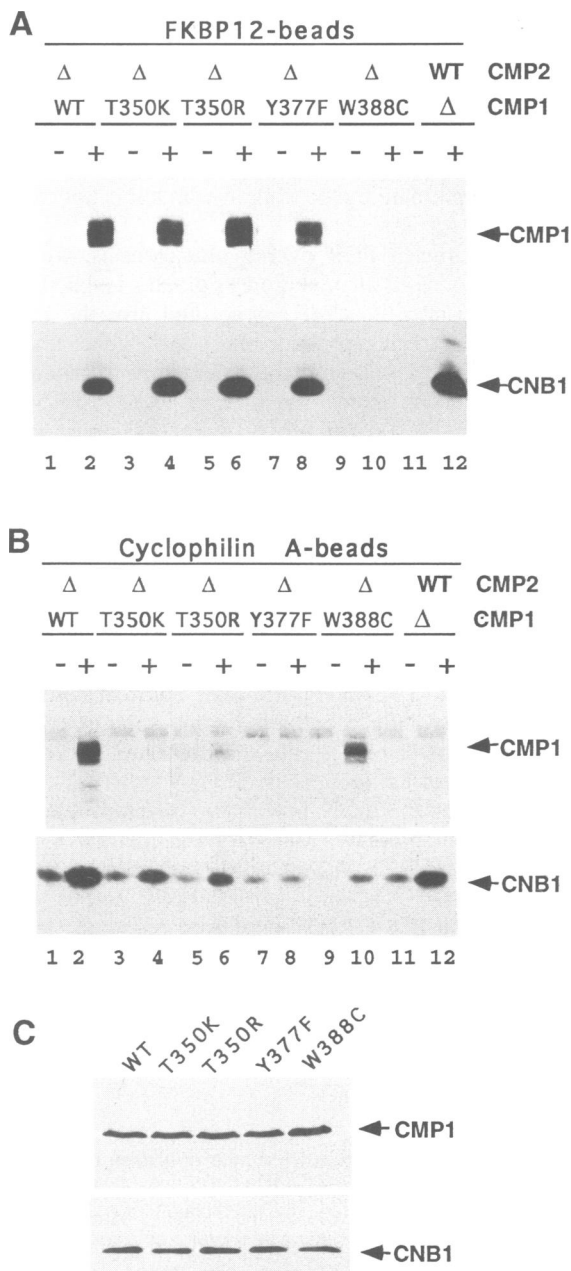 A
FKBP12-beads
Δ Δ Δ Δ Δ WT CMP2
WT T350K T350R Y377F W388C Δ CMP1
- + - + - + - + - + - +
CMP1
CNB1
1 2 3 4 5 6 7 8 9 10 11 12
B
Cyclophilin A-beads
Δ Δ Δ Δ Δ WT CMP2
WT T350K T350R Y377F W388C Δ CMP1
- + - + - + - + - + - +
CMP1
CNB1
1 2 3 4 5 6 7 8 9 10 11 12
C
WT T350K T350R Y377F W388C
CMP1
CNB1